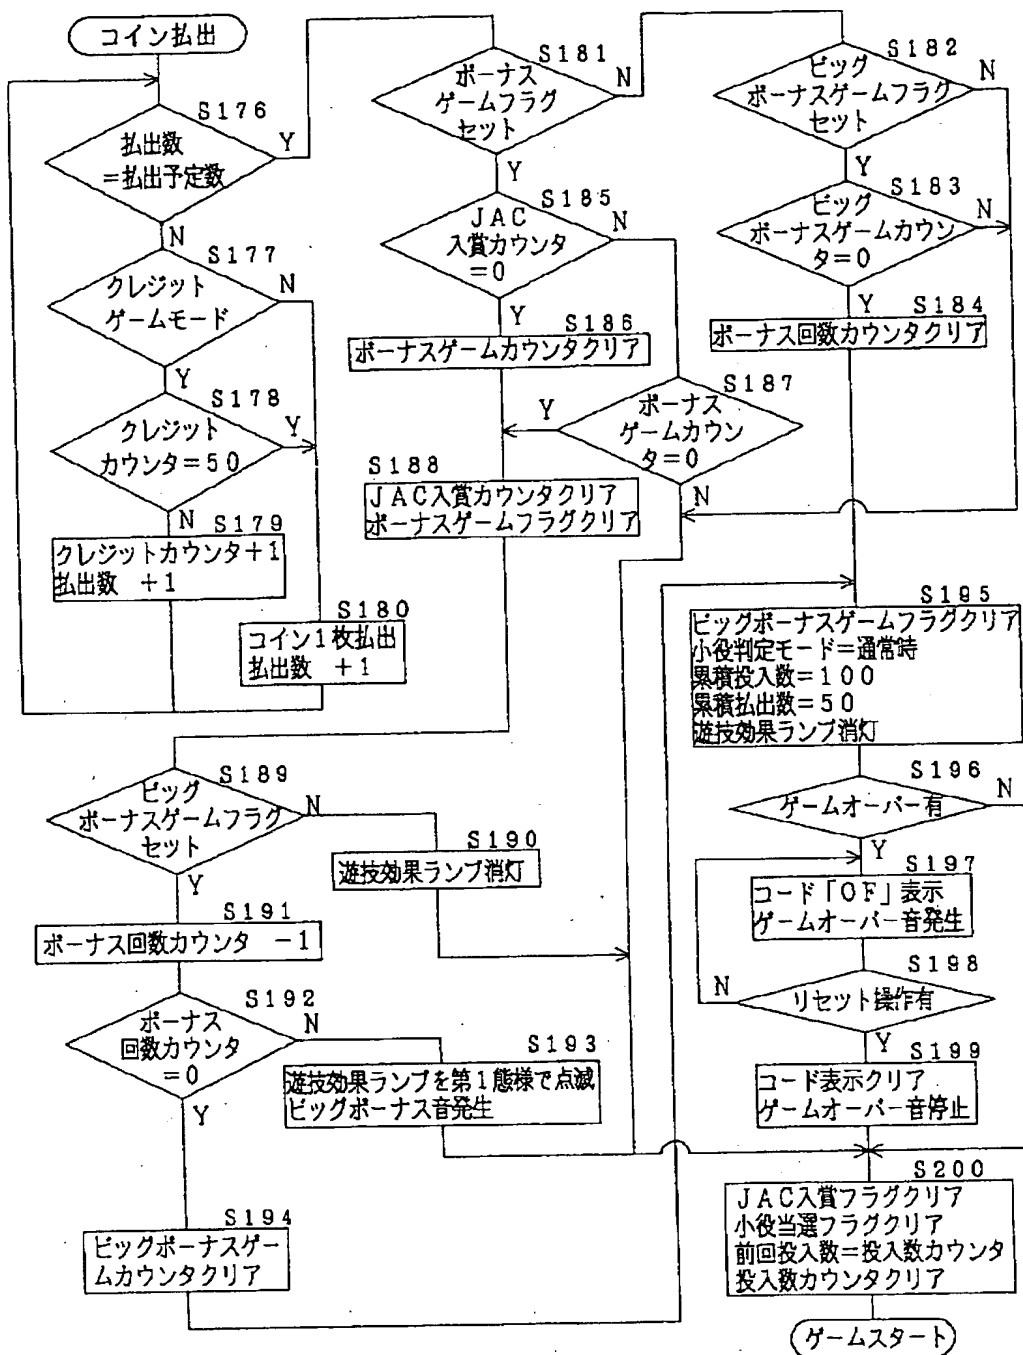 コイン払出
S176
払出数
=払出予定数
Y
N
S177
クレジット
ゲームモード
N
Y
S178
クレジット
カウンタ=50
Y
N
S179
クレジットカウンタ+1
払出数 +1
S180
コイン1枚払出
払出数 +1
S181
ボーナス
ゲームフラグ
セット
N
Y
S182
ビッグ
ボーナスゲームフラグ
セット
N
Y
S183
ビッグ
ボーナスゲームカウン
タ=0
N
Y
S184
ボーナス回数カウンタクリア
S185
JAC
入賞カウンタ
=0
N
Y
S186
ボーナスゲームカウンタクリア
S187
ボーナス
ゲームカウン
タ=0
Y
N
S188
JAC入賞カウンタクリア
ボーナスゲームフラグクリア
S189
ビッグ
ボーナスゲームフラグ
セット
N
Y
S190
遊技効果ランプ消灯
S191
ボーナス回数カウンタ -1
S192
ボーナス
回数カウンタ
=0
N
Y
S193
遊技効果ランプを第1態様で点滅
ビッグボーナス音発生
S194
ビッグボーナスゲー
ムカウンタクリア
S195
ビッグボーナスゲームフラグクリア
小役判定モード=通常時
累積投入数=100
累積払出数=50
遊技効果ランプ消灯
S196
ゲームオーバー有
N
Y
S197
コード「OF」表示
ゲームオーバー音発生
S198
リセット操作有
N
Y
S199
コード表示クリア
ゲームオーバー音停止
S200
JAC入賞フラグクリア
小役当選フラグクリア
前回投入数=投入数カウンタ
投入数カウンタクリア
ゲームスタート